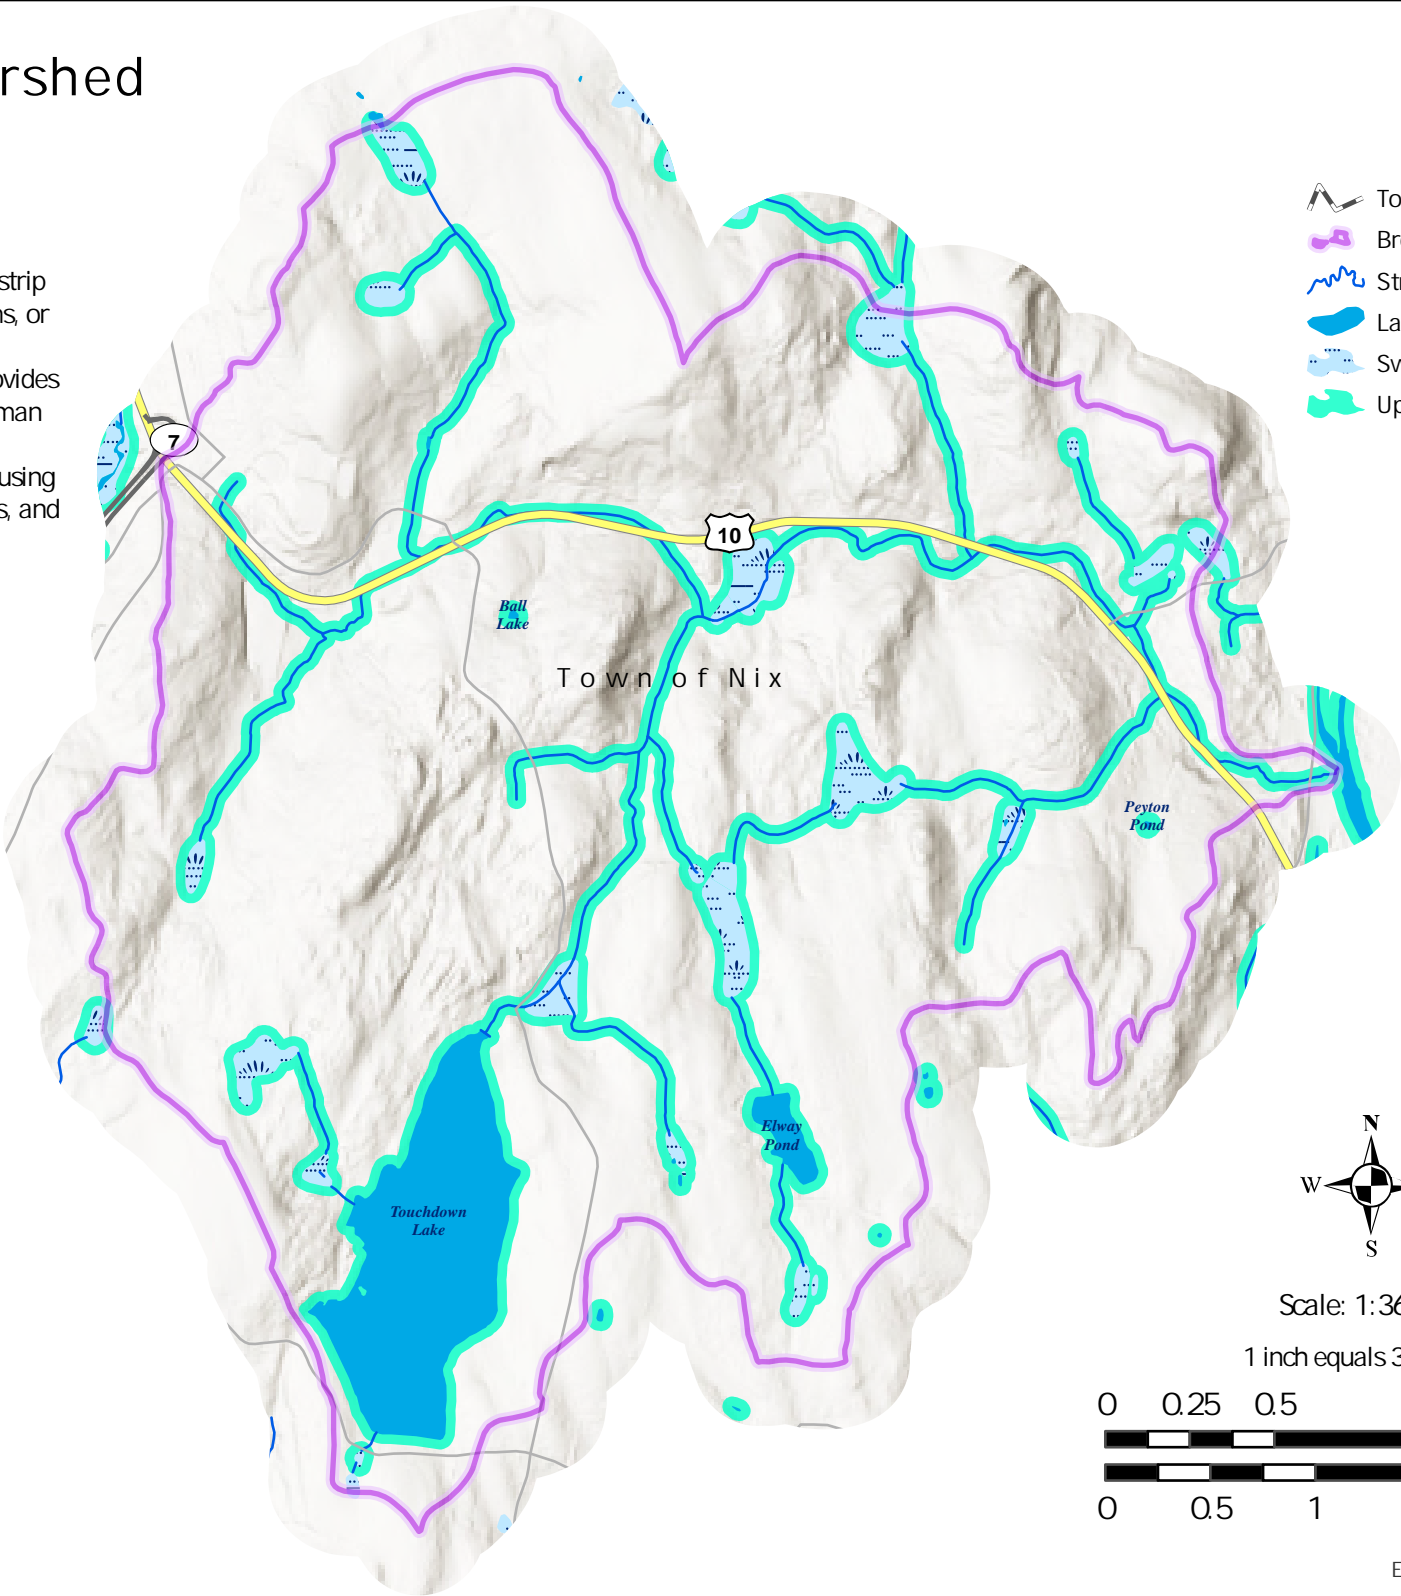 rshed
strip
ns, or
ovides
man
using
s, and
To
Br
Str
La
Sv
Up
7
10
Ball
Lake
Town of Nix
Peyton
Pond
Elway
Pond
Touchdown
Lake
N
W
S
Scale: 1:36
1 inch equals 3
0 0.25 0.5
0 0.5 1
E